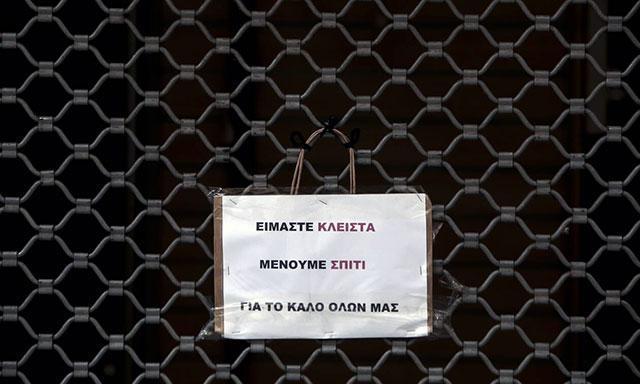 ΕΙΜΑΣΤΕ ΚΛΕΙΣΤΑ
ΜΕΝΟΥΜΕ ΣΠΙΤΙ
ΓΙΑ ΤΟ ΚΑΛΟ ΟΛΩΝ ΜΑΣ